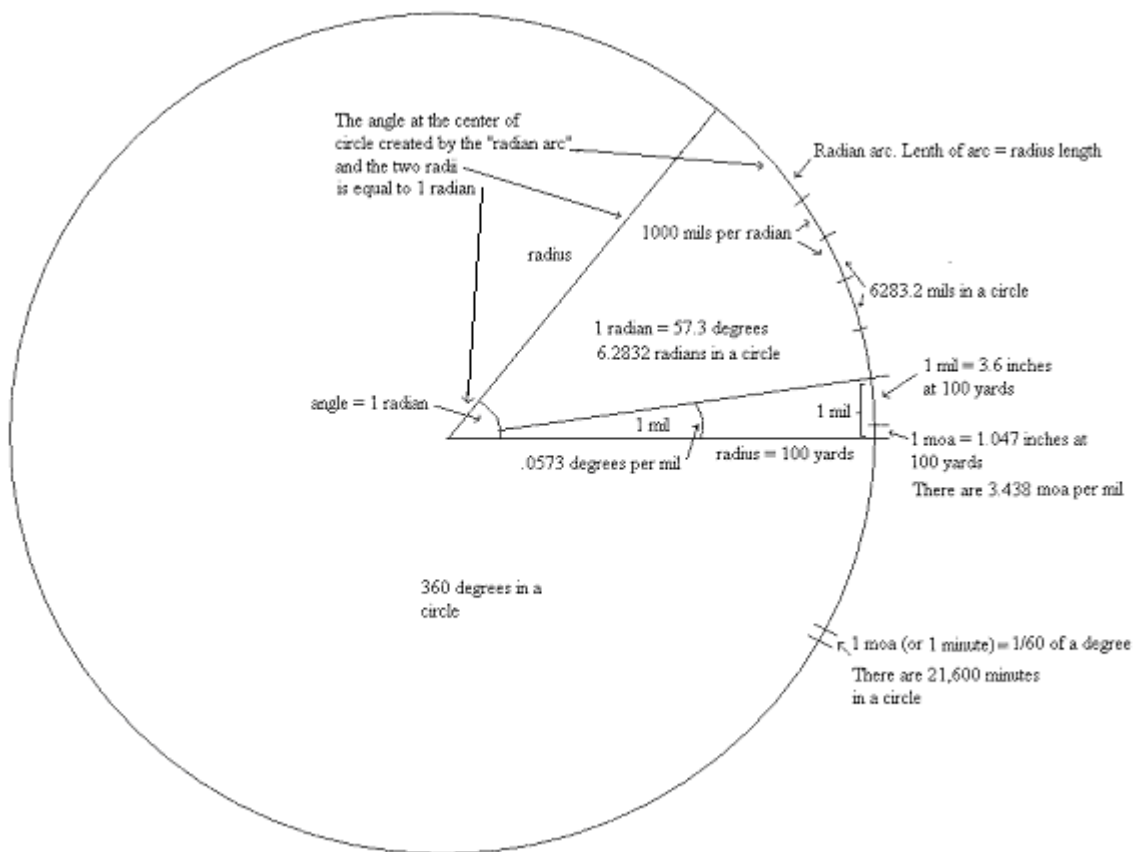 The angle at the center of
circle created by the "radian arc"
and the two radii
is equal to 1 radian
Radian arc. Lenth of arc = radius length
1000 mils per radian
radius
6283.2 mils in a circle
1 radian = 57.3 degrees
6.2832 radians in a circle
1 mil = 3.6 inches
at 100 yards
angle = 1 radian
1 mil
1 mil
.0573 degrees per mil
radius = 100 yards
1 moa = 1.047 inches at
100 yards
There are 3.438 moa per mil
360 degrees in a
circle
1 moa (or 1 minute) = 1/60 of a degree
There are 21,600 minutes
in a circle